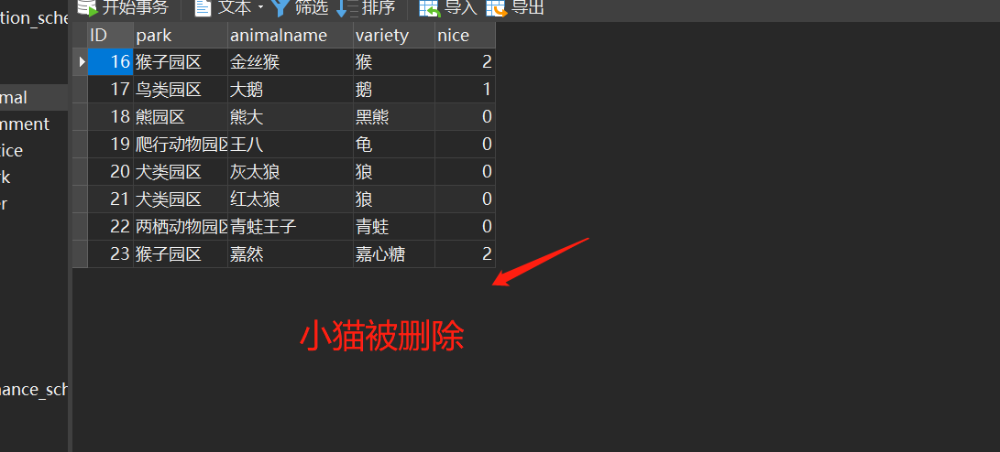 开始事务 文本 筛选 排序 导入 导出
ID park animalname variety nice
16 猴子园区 金丝猴 猴 2
17 鸟类园区 大鹅 鹅 1
18 熊园区 熊大 黑熊 0
19 爬行动物园区 王八 龟 0
20 犬类园区 灰太狼 狼 0
21 犬类园区 红太狼 狼 0
22 两栖动物园区 青蛙王子 青蛙 0
23 猴子园区 嘉然 嘉心糖 2
小猫被删除
tion_sche
mal
mment
tice
rk
er
nance_sch